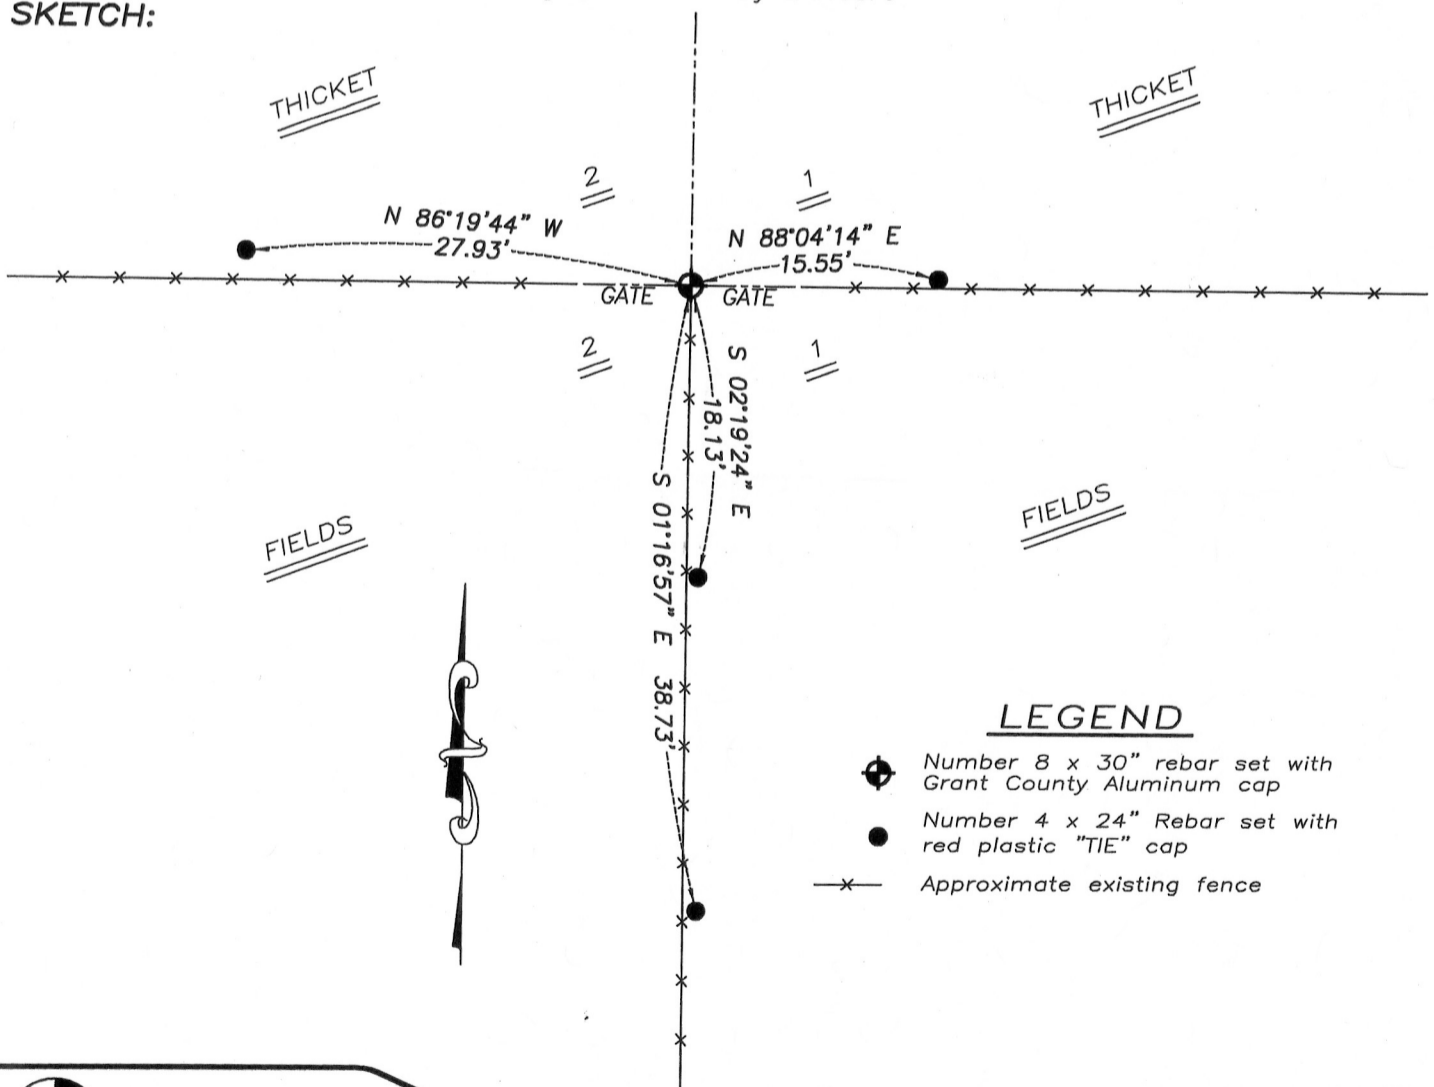 SKETCH:
THICKET
THICKET
2
1
N 86°19'44" W
27.93'
N 88°04'14" E
15.55'
GATE
GATE
2
1
S 02°19'24" E
18.13'
S 01°16'57" E 38.73'
FIELDS
FIELDS
LEGEND
Number 8 x 30" rebar set with
Grant County Aluminum cap
Number 4 x 24" Rebar set with
red plastic "TIE" cap
Approximate existing fence